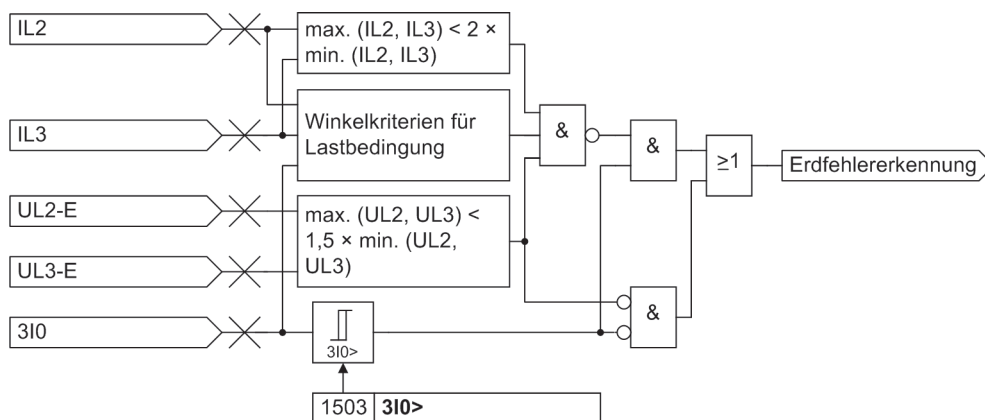 IL2
max. (IL2, IL3) < 2 ×
min. (IL2, IL3)
IL3
Winkelkriterien für
Lastbedingung
&
&
≥1
Erdfehlererkennung
UL2-E
max. (UL2, UL3) <
1,5 × min. (UL2,
UL3)
UL3-E
&
3I0
3I0>
1503 3I0>